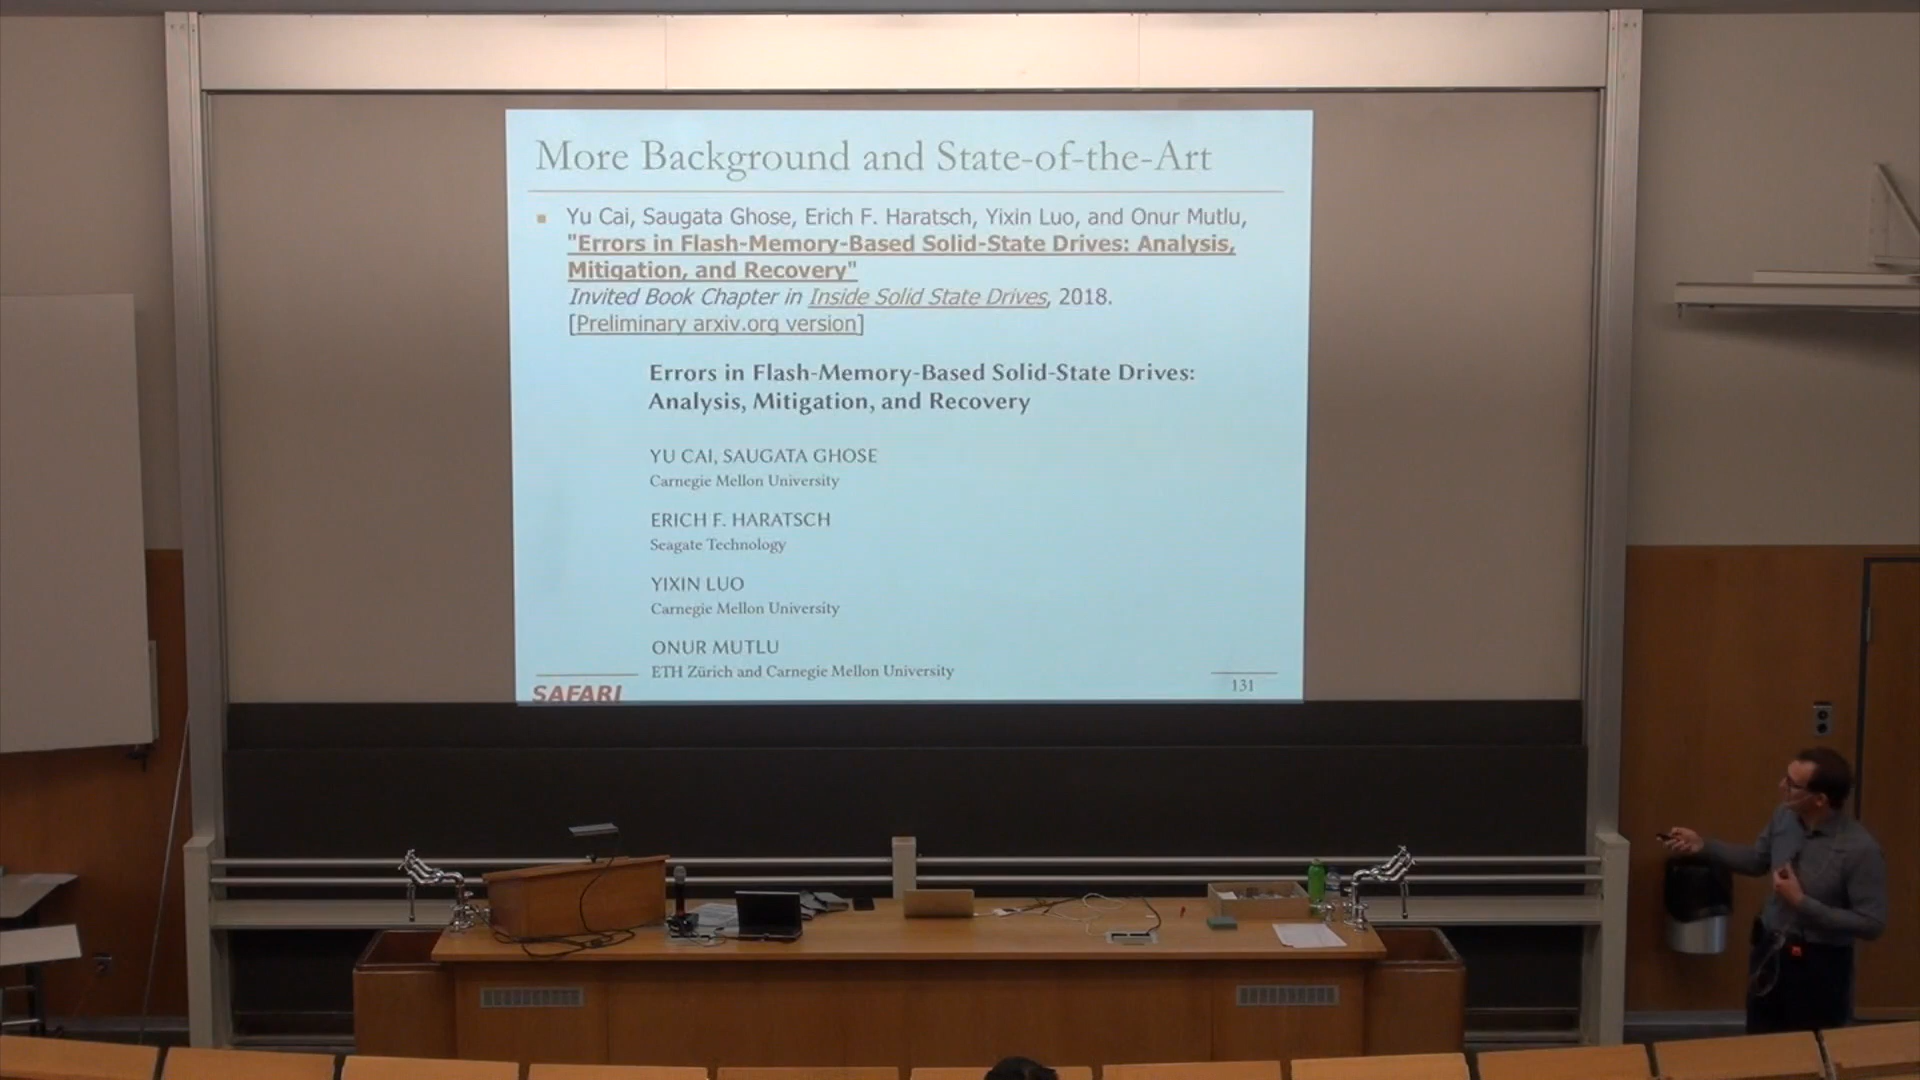 More Background and State-of-the-Art
Yu Cai, Saugata Ghose, Erich F. Haratsch, Yixin Luo, and Onur Mutlu,
"Errors in Flash-Memory-Based Solid-State Drives: Analysis,
Mitigation, and Recovery"
Invited Book Chapter in Inside Solid State Drives, 2018.
[Preliminary arxiv.org version]
Errors in Flash-Memory-Based Solid-State Drives:
Analysis, Mitigation, and Recovery
YU CAI, SAUGATA GHOSE
Carnegie Mellon University
ERICH F. HARATSCH
Seagate Technology
YIXIN LUO
Carnegie Mellon University
ONUR MUTLU
ETH Zürich and Carnegie Mellon University
SAFARI
131